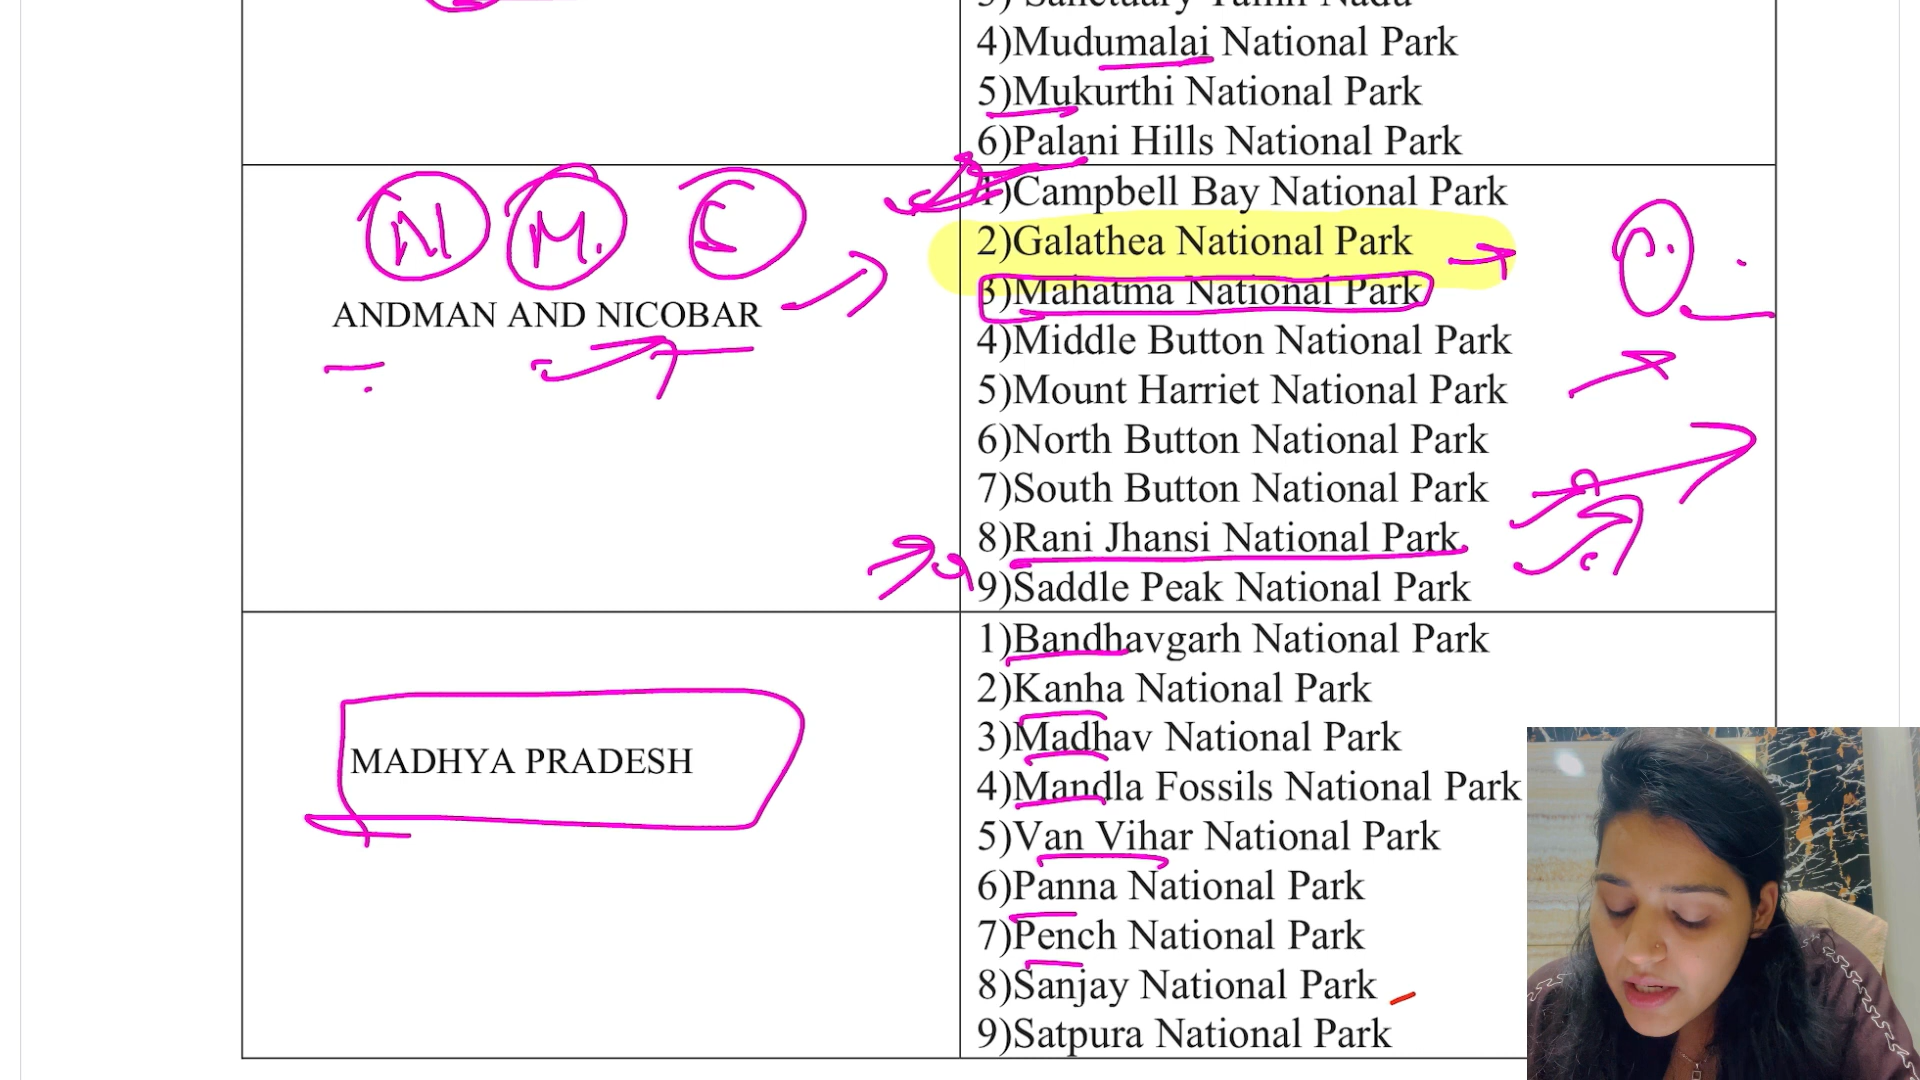 3) Sanctuary Tamil Nadu
4)Mudumalai National Park
5)Mukurthi National Park
6)Palani Hills National Park
N M. S
ANDMAN AND NICOBAR
1)Campbell Bay National Park
2)Galathea National Park
3)Mahatma National Park
4)Middle Button National Park
5)Mount Harriet National Park
6)North Button National Park
7)South Button National Park
8)Rani Jhansi National Park
9)Saddle Peak National Park
MADHYA PRADESH
1)Bandhavgarh National Park
2)Kanha National Park
3)Madhav National Park
4)Mandla Fossils National Park
5)Van Vihar National Park
6)Panna National Park
7)Pench National Park
8)Sanjay National Park
9)Satpura National Park